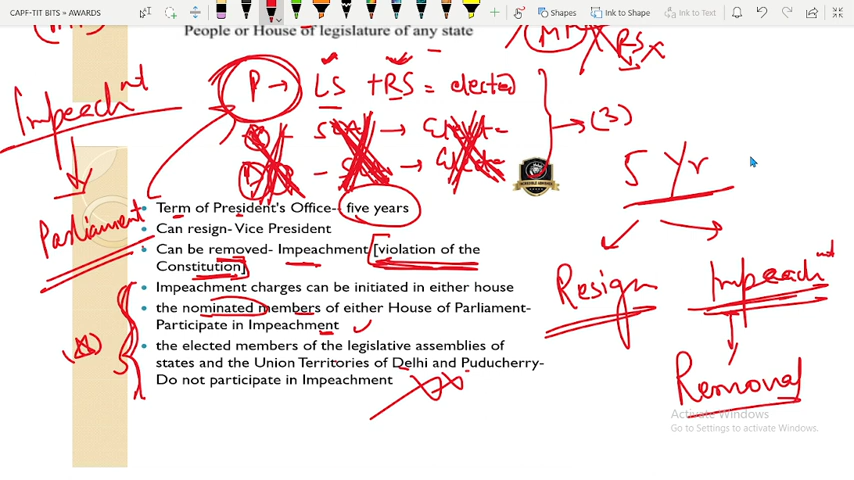 CAPF-TIT BITS = AWARDS
Shapes
Ink to Shape
Ink to Text
People or House of legislature of any state
RS x
P → LS + RS = elected
→ (3)
Impeachmnt
5 Yr
Parliament
• Term of President's Office-- five years
• Can resign- Vice President
• Can be removed- Impeachment [violation of the
Constitution]
• Impeachment charges can be initiated in either house
• the nominated members of either House of Parliament-
Participate in Impeachment
• the elected members of the legislative assemblies of
states and the Union Territories of Delhi and Puducherry-
Do not participate in Impeachment
Resign
Impeachmnt
Removal
Activate Windows
Go to Settings to activate Windows.